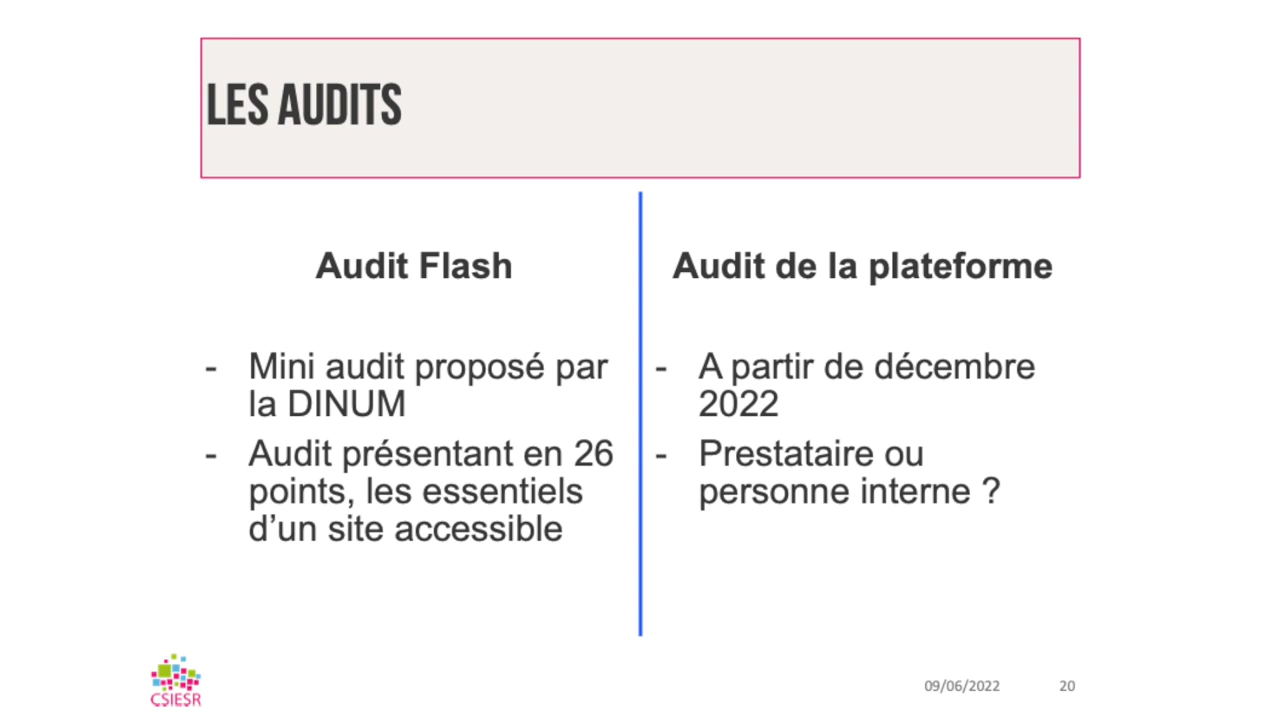 LES AUDITS
Audit Flash
- Mini audit proposé par
la DINUM
- Audit présentant en 26
points, les essentiels
d’un site accessible
Audit de la plateforme
- A partir de décembre
2022
- Prestataire ou
personne interne ?
CSIESR
09/06/2022
20